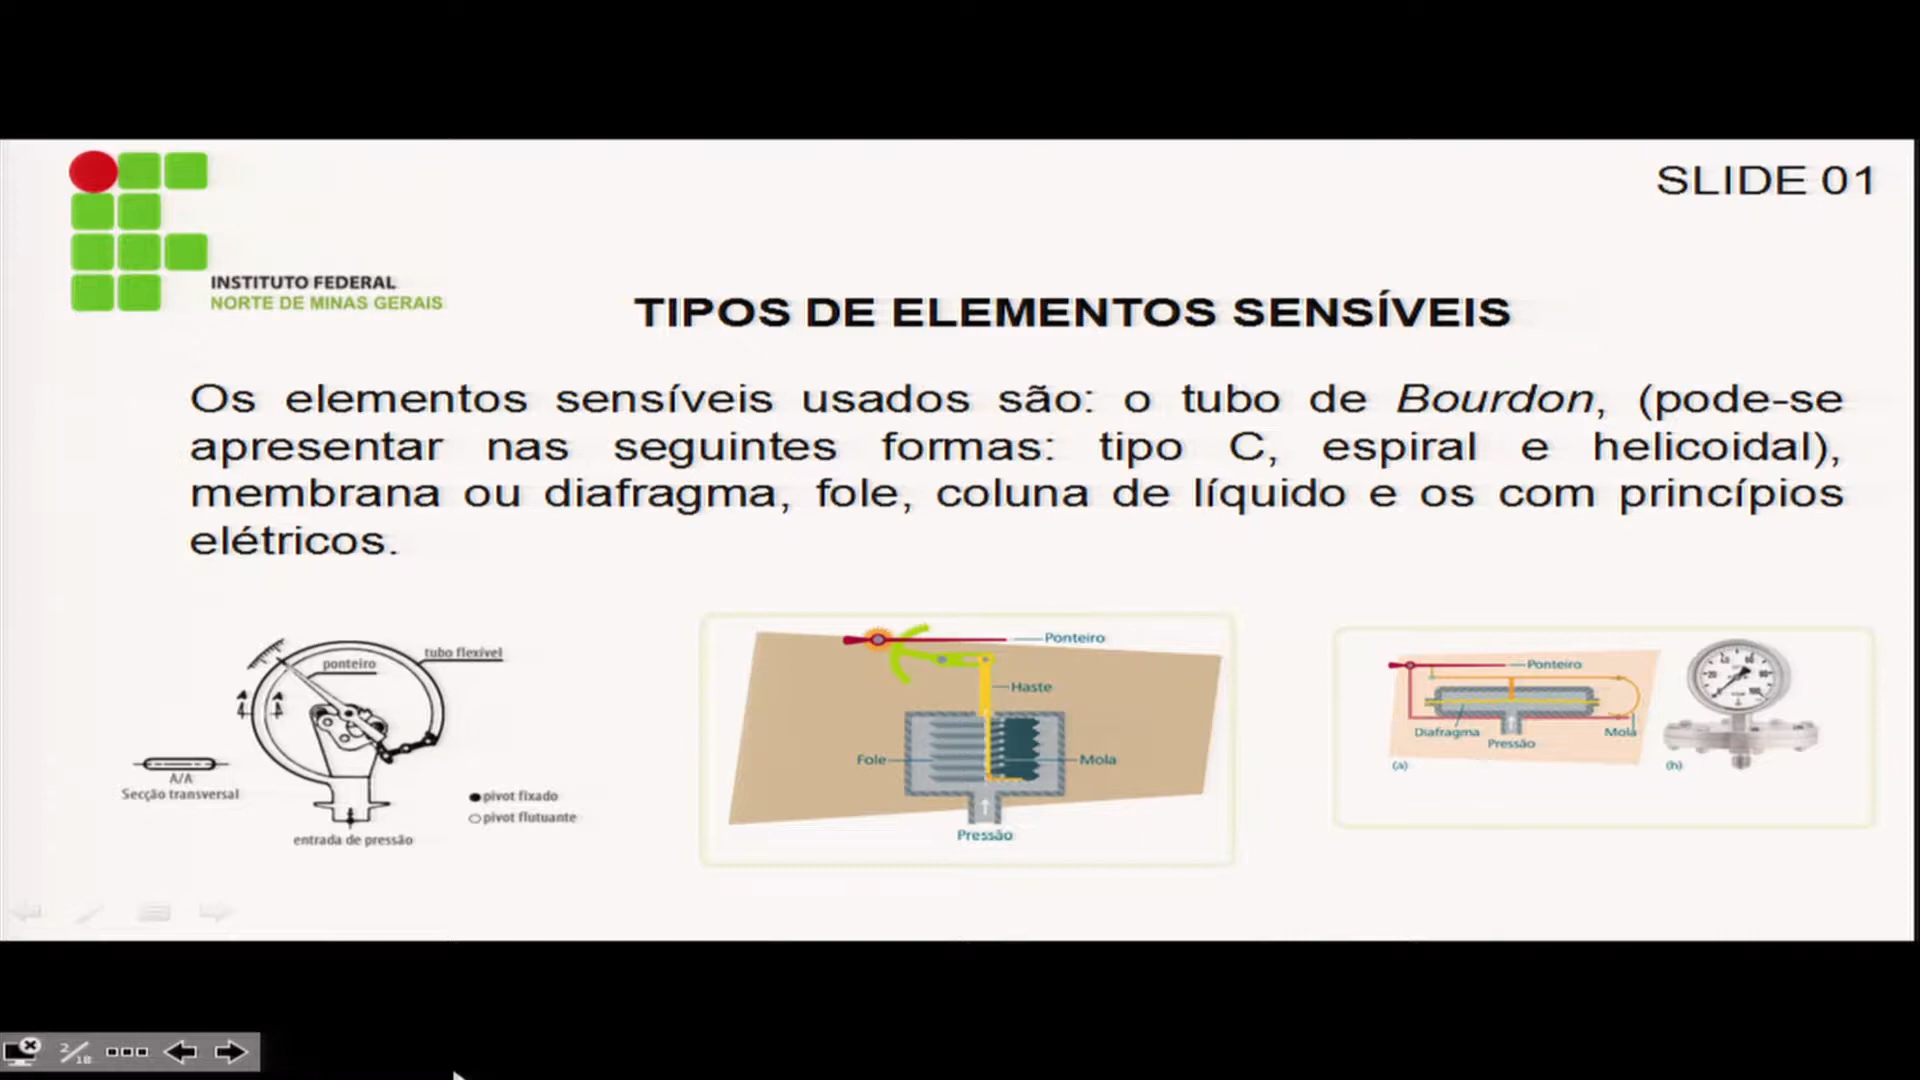 SLIDE 01
INSTITUTO FEDERAL
NORTE DE MINAS GERAIS
TIPOS DE ELEMENTOS SENSÍVEIS
Os elementos sensíveis usados são: o tubo de Bourdon, (pode-se
apresentar nas seguintes formas: tipo C, espiral e helicoidal),
membrana ou diafragma, fole, coluna de líquido e os com princípios
elétricos.
tubo flexível
ponteiro
A/A
Secção transversal
pivot fixado
pivot flutuante
entrada de pressão
Ponteiro
Haste
Fole
Mola
Pressão
Ponteiro
Diafragma
Mola
Pressão
(a)
(b)
2/18